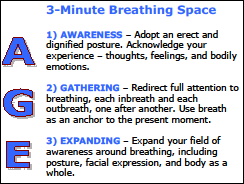 3-Minute Breathing Space
A
1) AWARENESS – Adopt an erect and
dignified posture. Acknowledge your
experience – thoughts, feelings, and bodily
emotions.
G
2) GATHERING – Redirect full attention to
breathing, each inbreath and each
outbreath, one after another. Use breath
as an anchor to the present moment.
E
3) EXPANDING – Expand your field of
awareness around breathing, including
posture, facial expression, and body as a
whole.